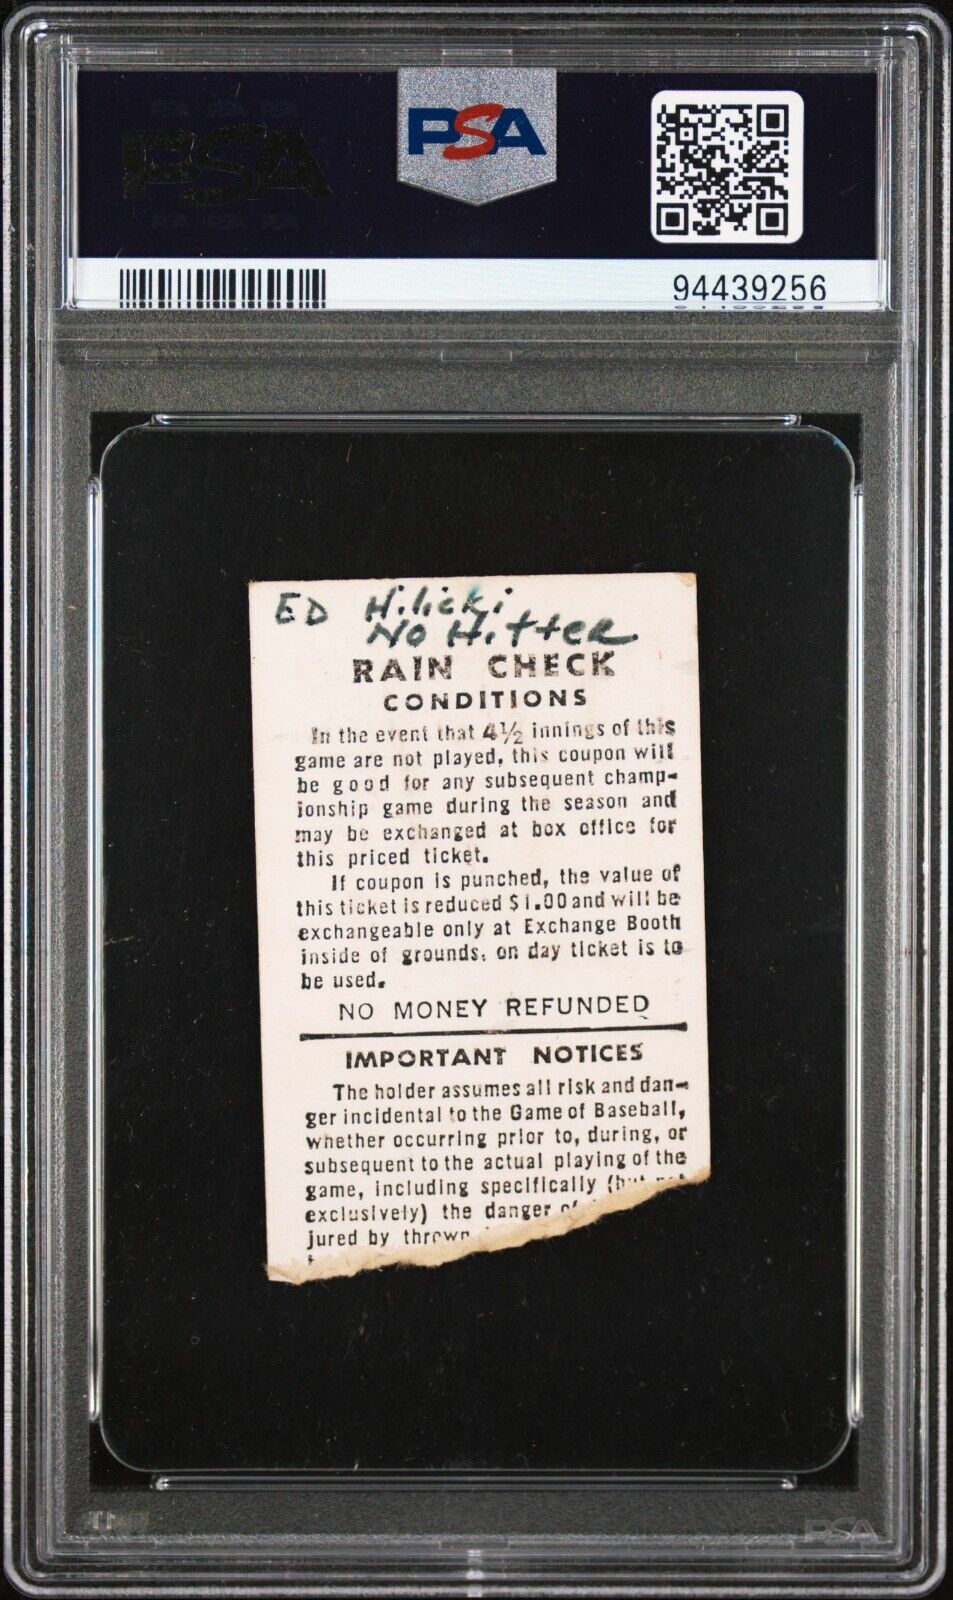 PSA
PSA
94439256
ED Hilicki
No Hitter
RAIN CHECK
CONDITIONS
In the event that 4½ innings of this
game are not played, this coupon will
be good for any subsequent champ-
ionship game during the season and
may be exchanged at box office for
this priced ticket.
If coupon is punched, the value of
this ticket is reduced $1.00 and will be
exchangeable only at Exchange Booth
inside of grounds, on day ticket is to
be used.
NO MONEY REFUNDED
IMPORTANT NOTICES
The holder assumes all risk and dan-
ger incidental to the Game of Baseball,
whether occurring prior to, during, or
subsequent to the actual playing of the
game, including specifically (but not
exclusively) the danger of
jured by thrown
PSA